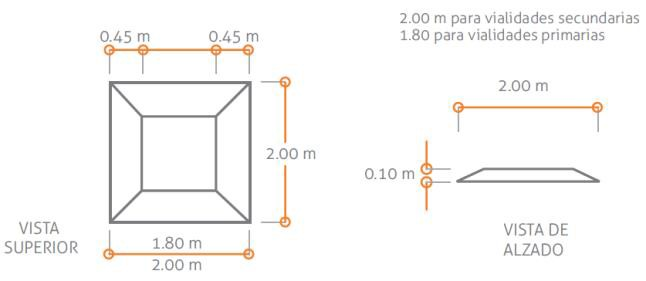 2.00 m para vialidades secundarias
1.80 para vialidades primarias
0.45 m
0.45 m
2.00 m
1.80 m
2.00 m
VISTA
SUPERIOR
2.00 m
0.10 m
VISTA DE
ALZADO